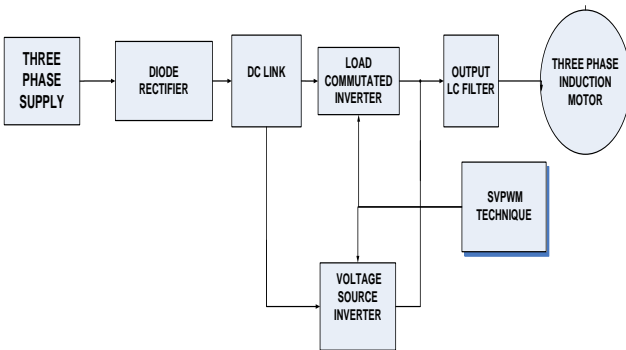 THREE
PHASE
SUPPLY
DIODE
RECTIFIER
DC LINK
LOAD
COMMUTATED
INVERTER
OUTPUT
LC FILTER
THREE PHASE
INDUCTION
MOTOR
SVPWM
TECHNIQUE
VOLTAGE
SOURCE
INVERTER